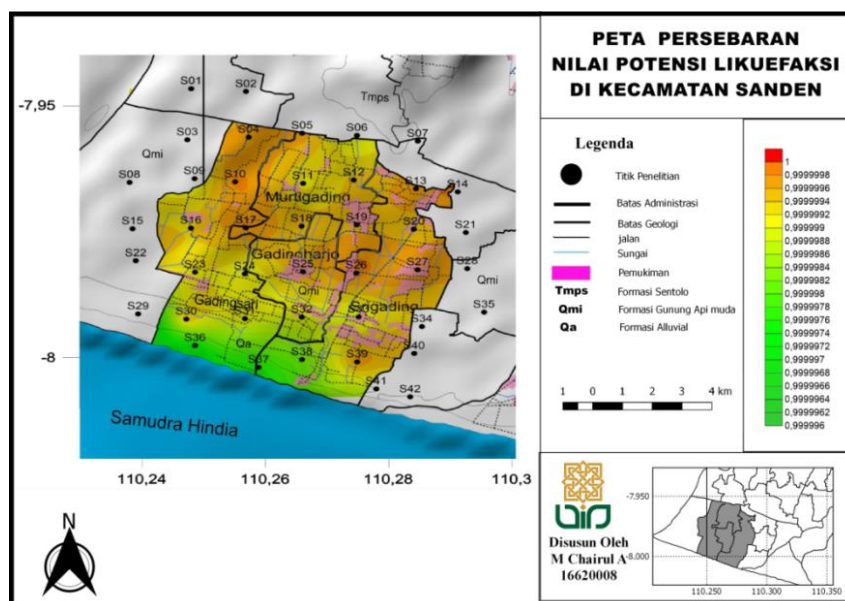 PETA PERSEBARAN
NILAI POTENSI LIKUEFAKSI
DI KECAMATAN SANDEN
-7,95
-8
110,24
110,26
110,28
110,3
S01
S02
Tmps
S03
S04
S05
S06
S07
Qmi
S08
S09
S10
S11
S12
S13
S14
Murtigading
S15
S16
S17
S18
S19
S20
S21
Gadingharjo
S22
S23
S24
S25
S26
S27
S28
Qmi
Qmi
Gadingsari
Srigading
S29
S30
S31
S32
S34
S35
Qa
S36
S37
S38
S39
S40
S41
S42
Samudra Hindia
N
Legenda
Titik Penelitian
Batas Administrasi
Batas Geologi
jalan
Sungai
Pemukiman
Tmps Formasi Sentolo
Qmi Formasi Gunung Api muda
Qa Formasi Alluvial
1 0 1 2 3 4 km
1
0,9999998
0,9999996
0,9999994
0,9999992
0,999999
0,9999988
0,9999986
0,9999984
0,9999982
0,999998
0,9999978
0,9999976
0,9999974
0,9999972
0,999997
0,9999968
0,9999966
0,9999964
0,9999962
0,999996
Disusun Oleh
M Chairul A
16620008
-7.950
-8.000
110.250
110.300
110.350